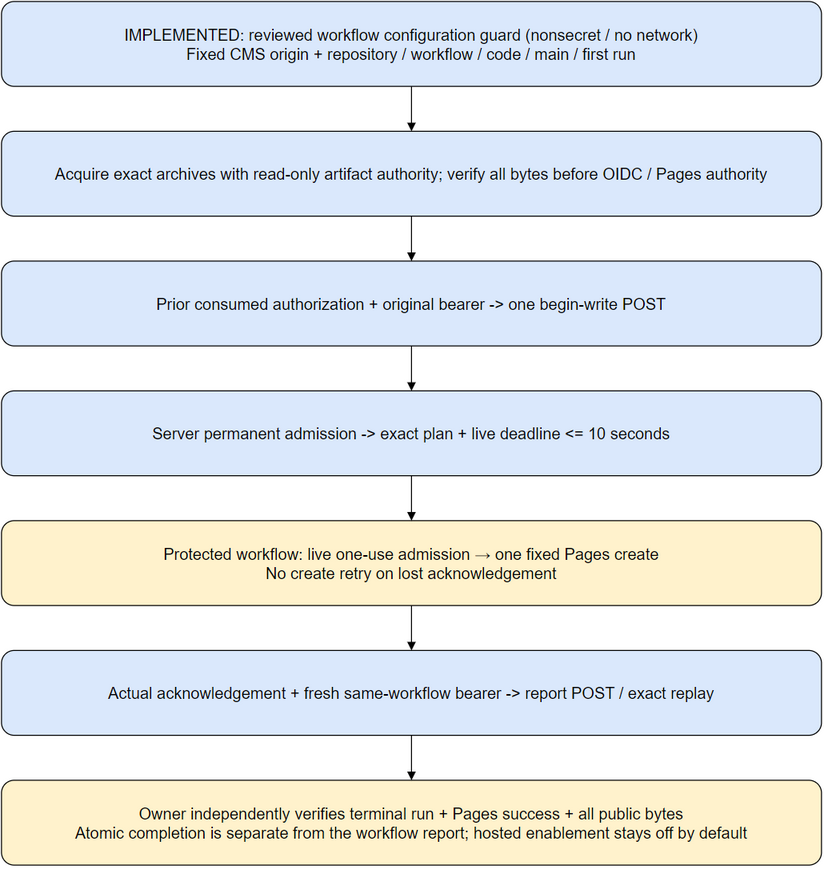 IMPLEMENTED: reviewed workflow configuration guard (nonsecret / no network)
Fixed CMS origin + repository / workflow / code / main / first run
Acquire exact archives with read-only artifact authority; verify all bytes before OIDC / Pages authority
Prior consumed authorization + original bearer -> one begin-write POST
Server permanent admission -> exact plan + live deadline <= 10 seconds
Protected workflow: live one-use admission → one fixed Pages create
No create retry on lost acknowledgement
Actual acknowledgement + fresh same-workflow bearer -> report POST / exact replay
Owner independently verifies terminal run + Pages success + all public bytes
Atomic completion is separate from the workflow report; hosted enablement stays off by default